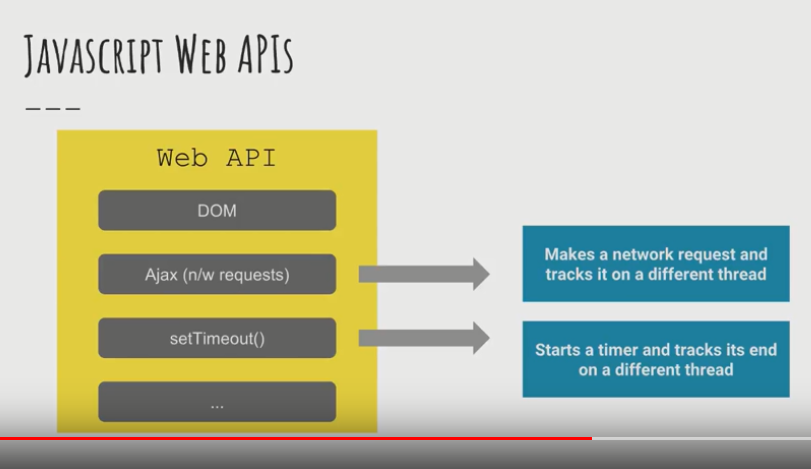 JAVASCRIPT WEB APIs
Web API
DOM
Ajax (n/w requests)
setTimeout()
...
Makes a network request and
tracks it on a different thread
Starts a timer and tracks its end
on a different thread